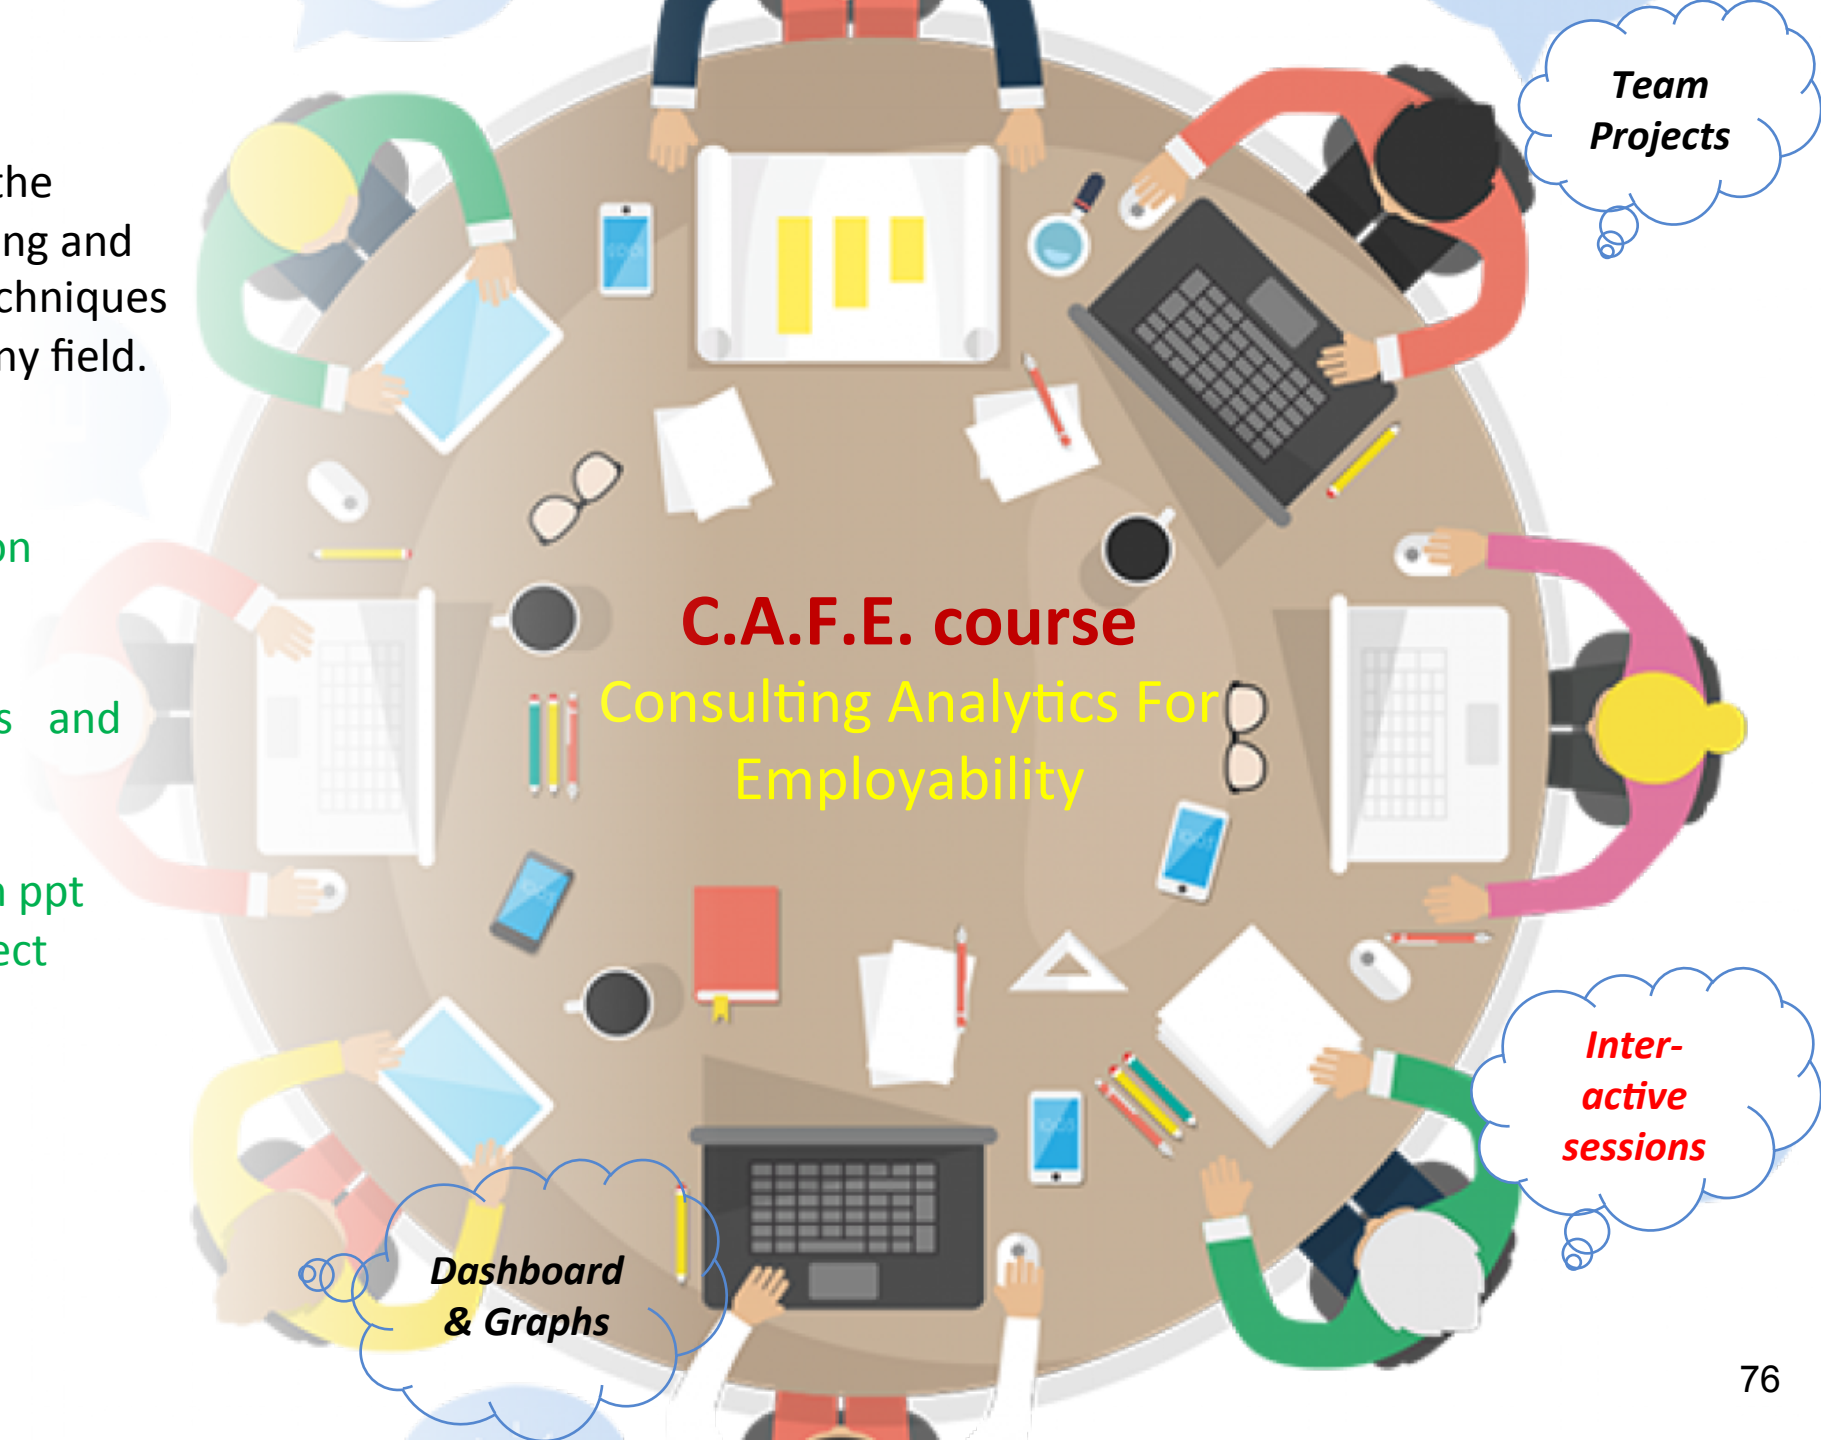 the
ng and
chniques
ny field.
on
s and
n ppt
ect
Team
Projects
C.A.F.E. course
Consulting Analytics For
Employability
Inter-
active
sessions
Dashboard
& Graphs
76